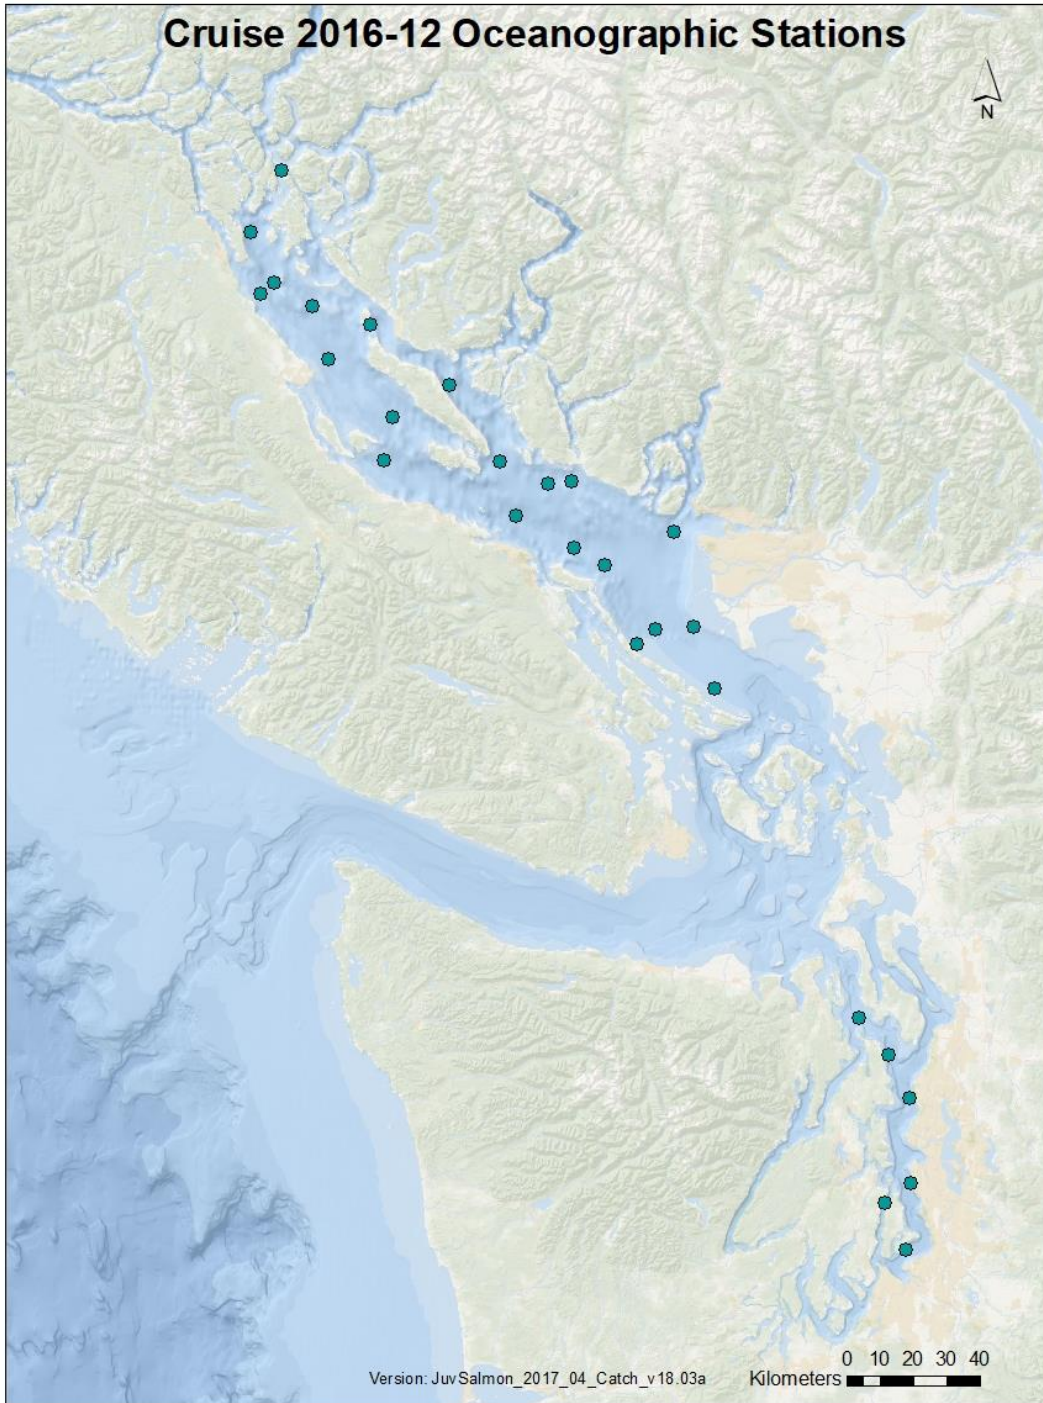 Cruise 2016-12 Oceanographic Stations
N
0 10 20 30 40
Version: JuvSalmon_2017_04_Catch_v18.03a
Kilometers